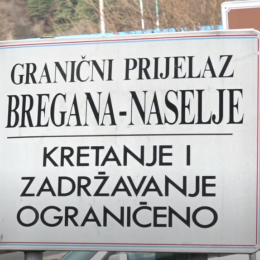 GRANIČNI PRIJELAZ
BREGANA-NASELJE
KRETANJE I
ZADRŽAVANJE
OGRANIČENO